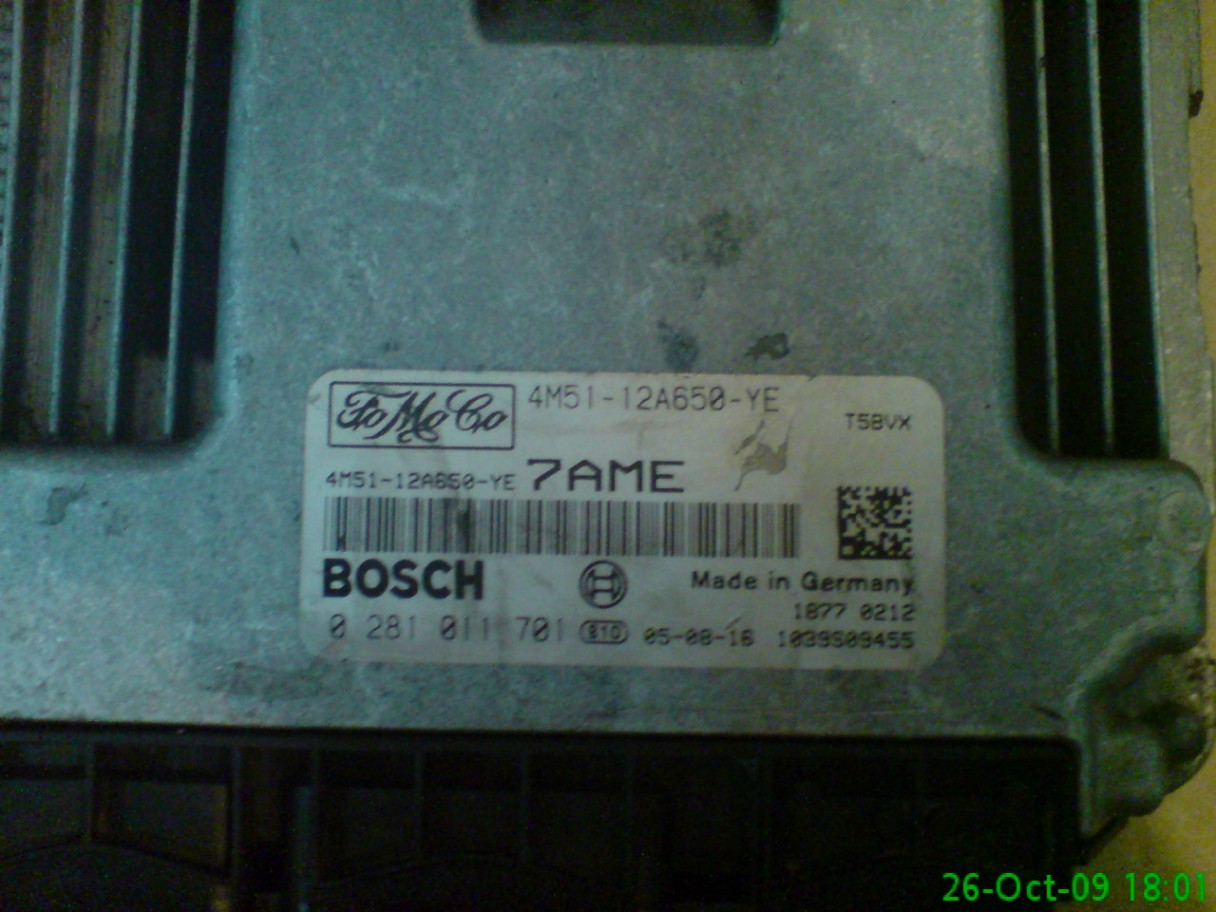 FoMoCo 4M51-12A650-YE
T5BVX
4M51-12A650-YE 7AME
BOSCH Made in Germany
1877 0212
0 281 011 701 B10 05-08-16 1039S09455
26-Oct-09 18:01